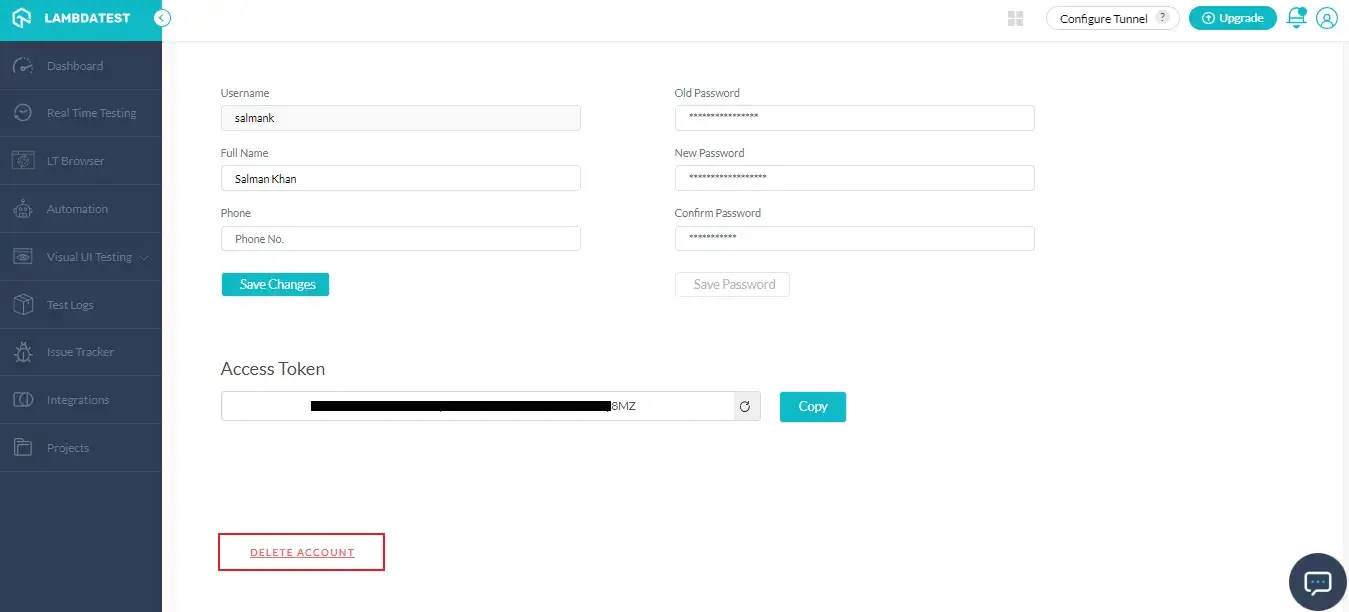 LAMBDATEST
Configure Tunnel ?
Upgrade
Dashboard
Real Time Testing
LT Browser
Automation
Visual UI Testing
Test Logs
Issue Tracker
Integrations
Projects
Username
salmank
Full Name
Salman Khan
Phone
Phone No.
Save Changes
Old Password
****************
New Password
******************
Confirm Password
***********
Save Password
Access Token
8MZ
Copy
DELETE ACCOUNT